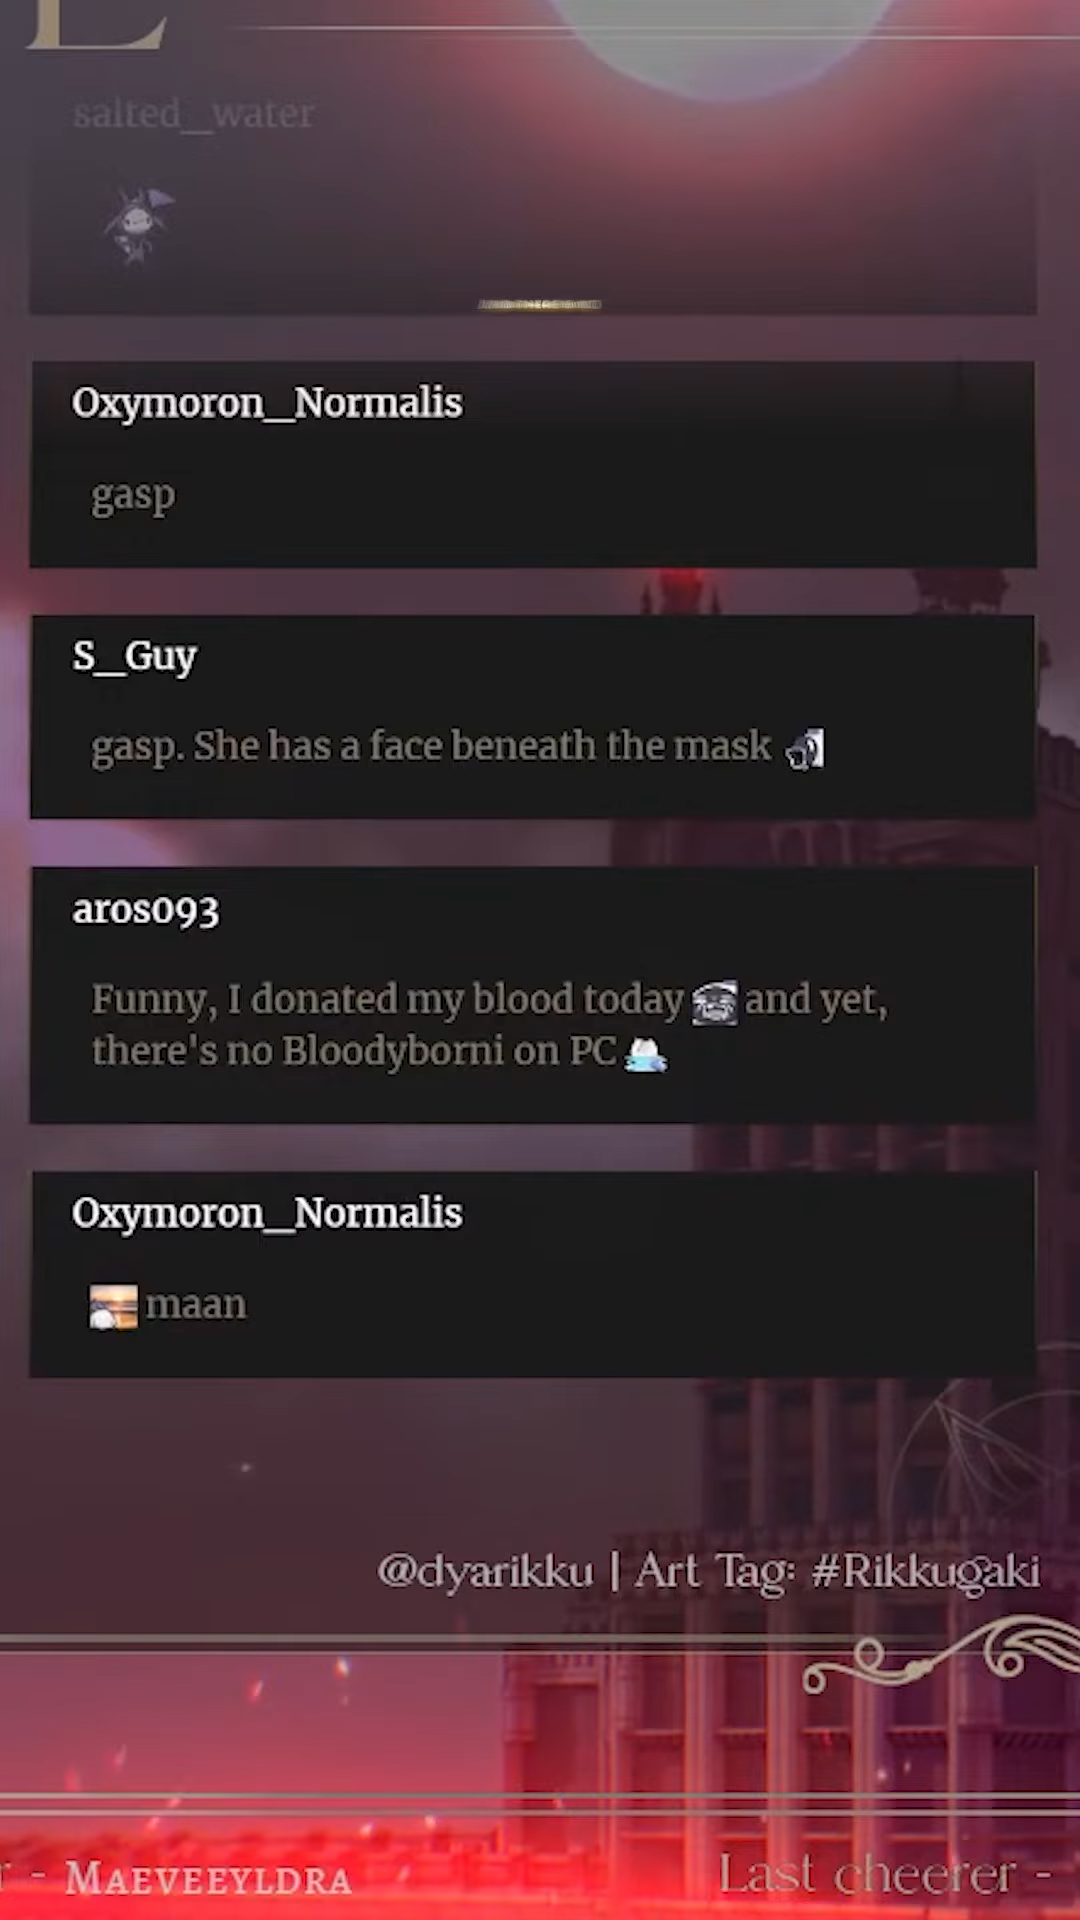 L
salted_water
Oxymoron_Normalis
gasp
S_Guy
gasp. She has a face beneath the mask
aros093
Funny, I donated my blood today and yet,
there's no Bloodyborni on PC
Oxymoron_Normalis
maan
@dyarikku | Art Tag: #Rikkugaki
r - MAEVEEYLDRA
Last cheerer -